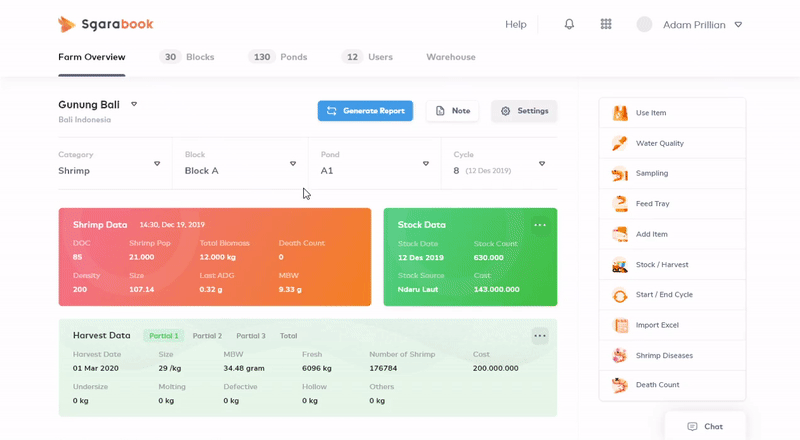 Sgarabook
Help
Adam Prillian
Farm Overview
30 Blocks
130 Ponds
12 Users
Warehouse
Gunung Bali
Bali Indonesia
Generate Report
Note
Settings
Category
Shrimp
Block
Block A
Pond
A1
Cycle
8 (12 Des 2019)
Shrimp Data 14:30, Dec 19, 2019
DOC Shrimp Pop Total Biomass Death Count
85 21.000 12.000 kg 0
Density Size Last ADG MBW
200 107.14 0.32 g 9.33 g
Stock Data
Stock Date Stock Count
12 Des 2019 630.000
Stock Source Cost
Ndaru Laut 143.000.000
Harvest Data Partial 1 Partial 2 Partial 3 Total
Harvest Date Size MBW Fresh Number of Shrimp Cost
01 Mar 2020 29 /kg 34.48 gram 6096 kg 176784 200.000.000
Undersize Molting Defective Hollow Others
0 kg 0 kg 0 kg 0 kg 0 kg
Use Item
Water Quality
Sampling
Feed Tray
Add Item
Stock / Harvest
Start / End Cycle
Import Excel
Shrimp Diseases
Death Count
Chat